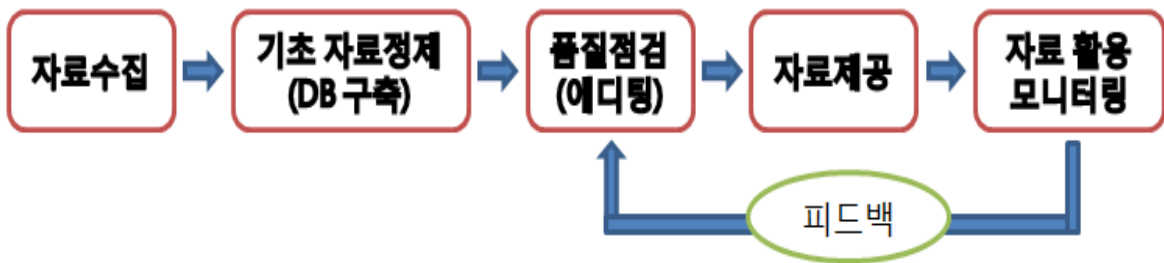 자료수집
기초 자료정제
(DB 구축)
품질점검
(에디팅)
자료제공
자료 활용
모니터링
피드백